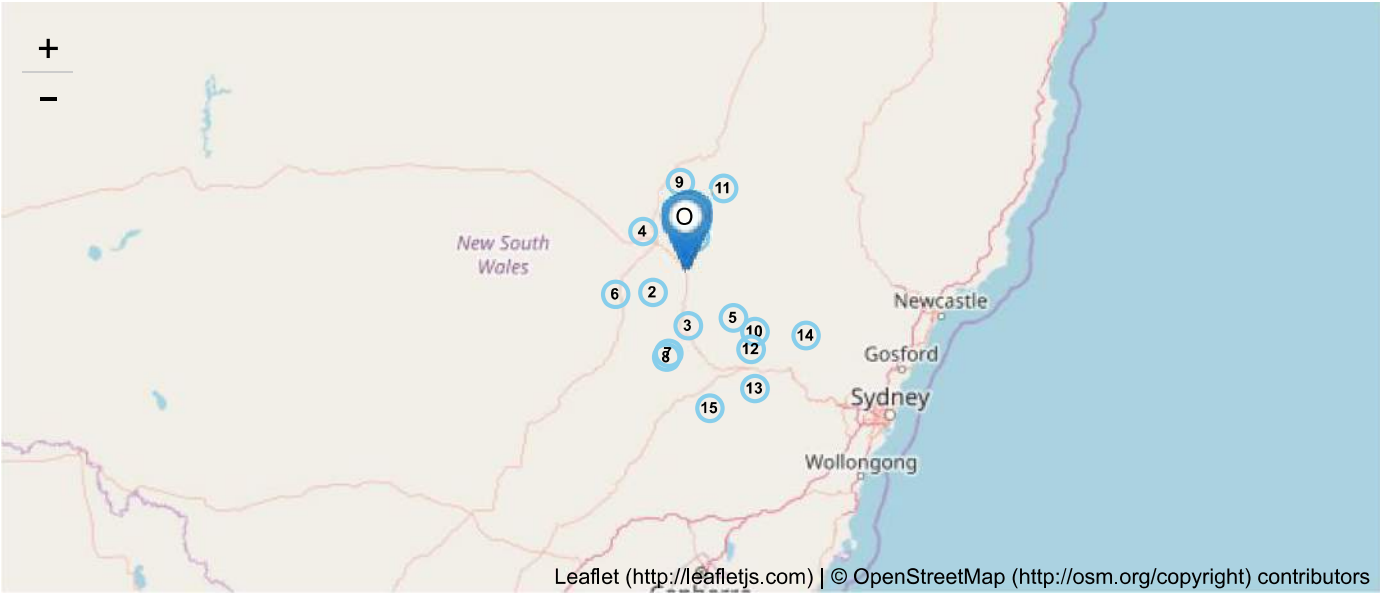 +
−
9
11
O
4
New South
Wales
6
2
Newcastle
3
5
10
14
7
8
12
Gosford
13
Sydney
15
Wollongong
Leaflet (http://leafletjs.com) | © OpenStreetMap (http://osm.org/copyright) contributors